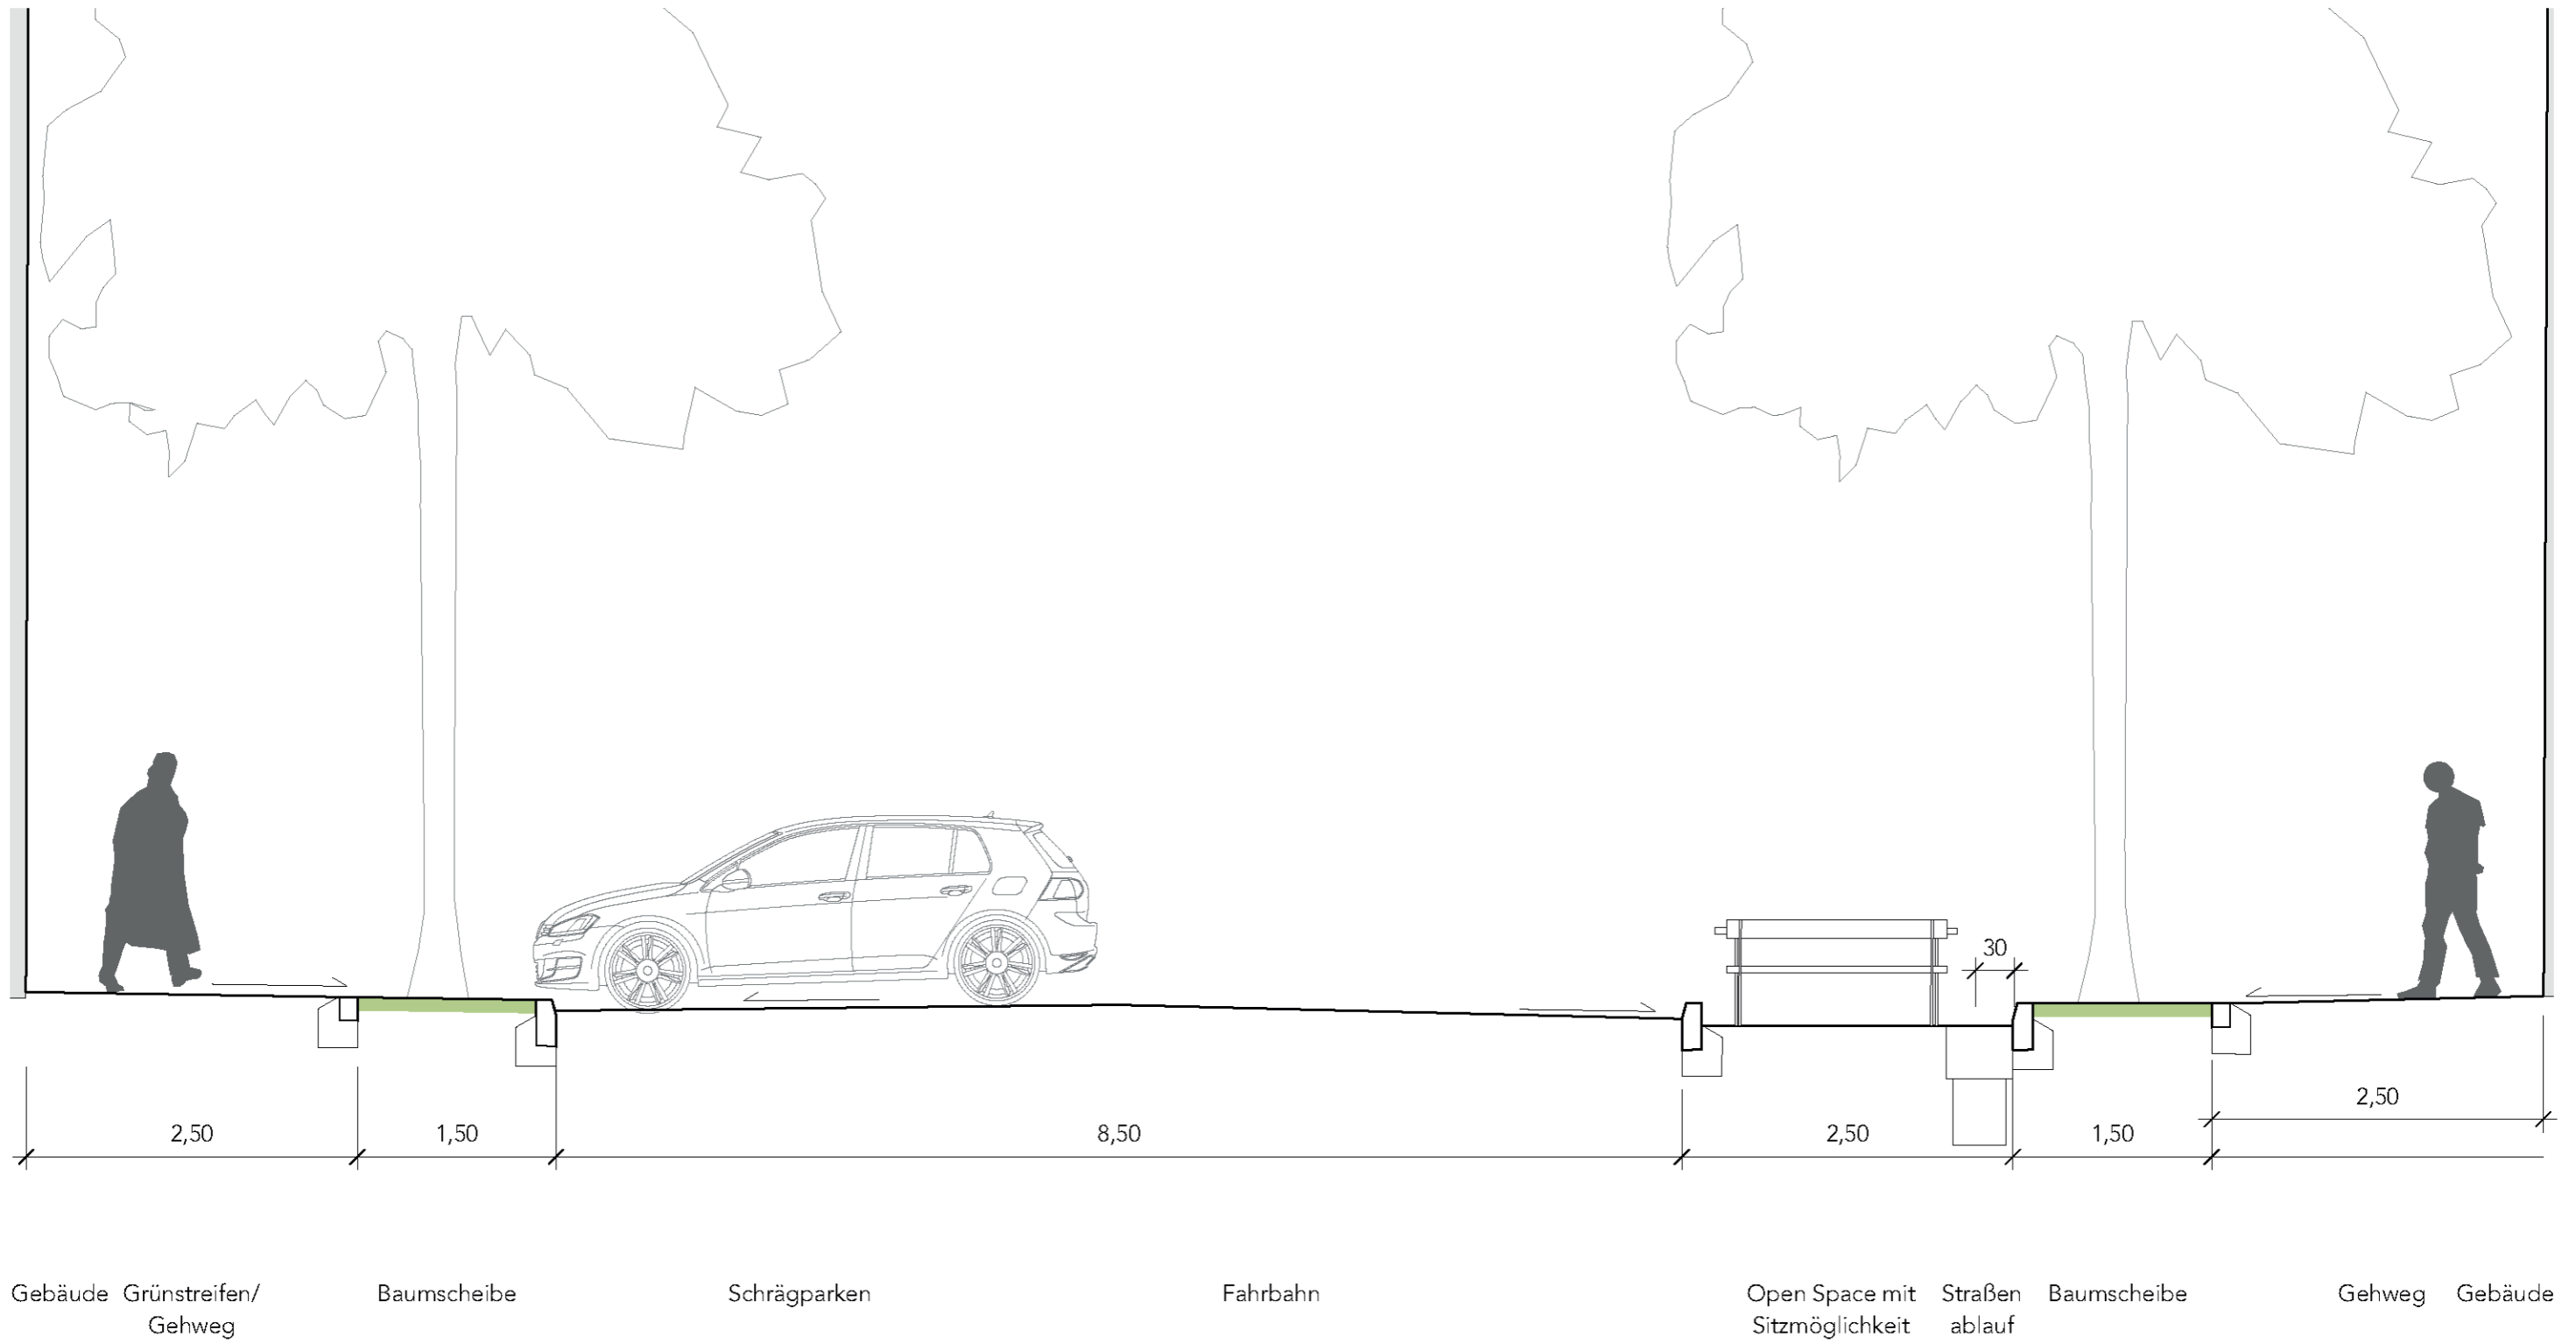 30
2,50
2,50
1,50
8,50
2,50
1,50
Gebäude
Grünstreifen/
Gehweg
Baumscheibe
Schrägparken
Fahrbahn
Open Space mit
Sitzmöglichkeit
Straßen
ablauf
Baumscheibe
Gehweg
Gebäude